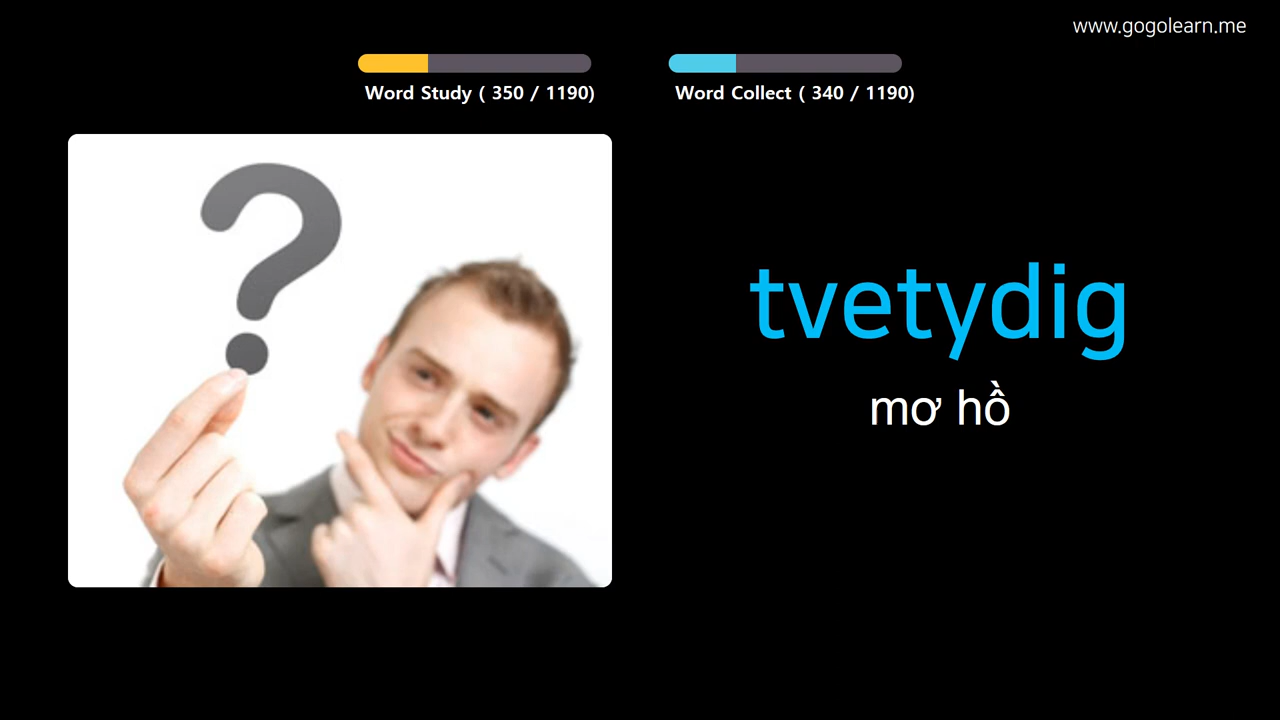 www.gogolearn.me
Word Study ( 350 / 1190)
Word Collect ( 340 / 1190)
?
tvetydig
mơ hồ